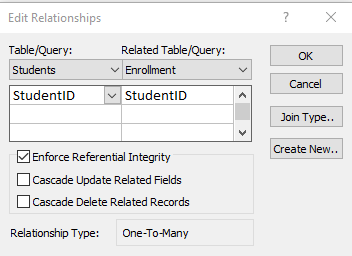 Edit Relationships ? ×
Table/Query: Related Table/Query:
Students Enrollment
StudentID StudentID
OK
Cancel
Join Type..
Create New..
Enforce Referential Integrity
Cascade Update Related Fields
Cascade Delete Related Records
Relationship Type: One-To-Many